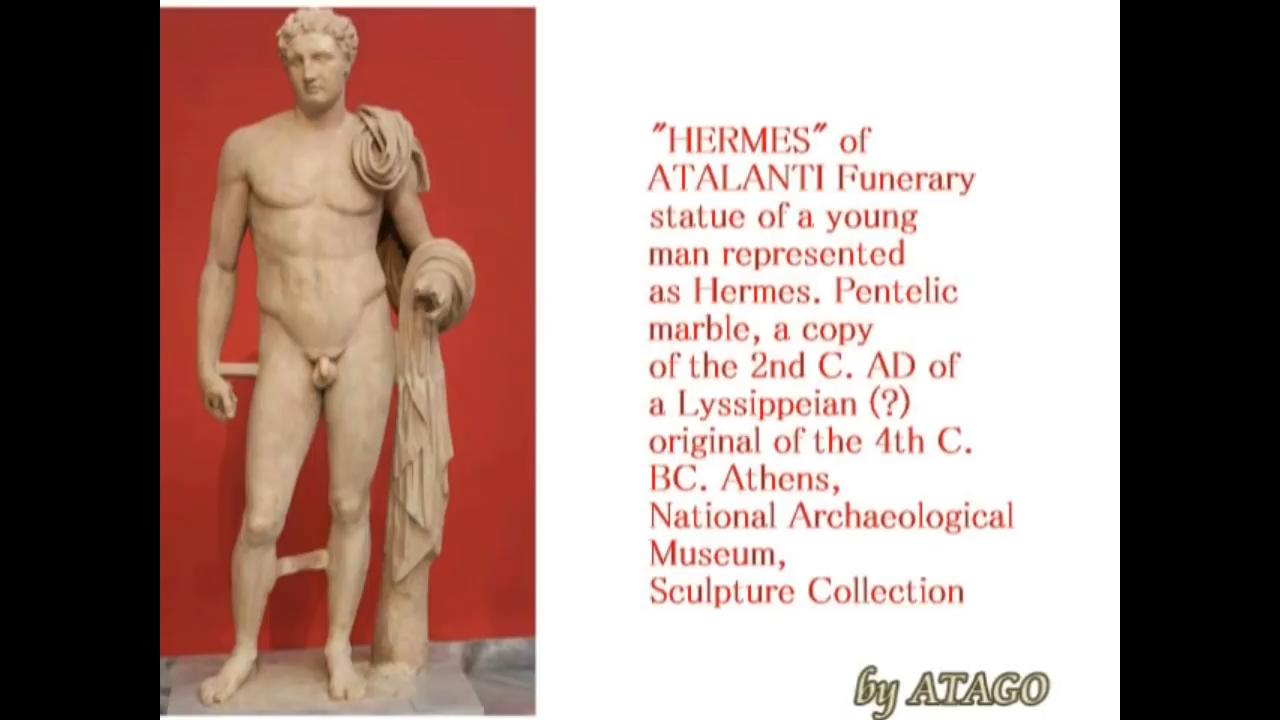 "HERMES" of
ATALANTI Funerary
statue of a young
man represented
as Hermes. Pentelic
marble, a copy
of the 2nd C. AD of
a Lyssippeian (?)
original of the 4th C.
BC. Athens,
National Archaeological
Museum,
Sculpture Collection
by ATAGO